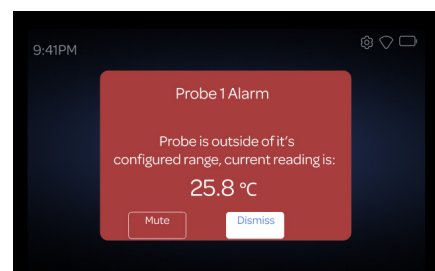 9:41PM
Probe 1 Alarm
Probe is outside of it's
configured range, current reading is:
25.8 °C
Mute
Dismiss